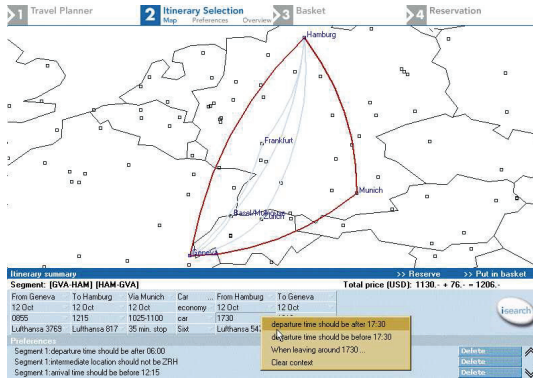 1 Travel Planner
2 Itinerary Selection
Map Preferences Overview
3 Basket
4 Reservation
Hamburg
Frankfurt
Munich
Basel/Mulhouse
Zurich
Geneva
Itinerary summary >> Reserve >> Put in basket
Segment: [GVA-HAM] [HAM-GVA] Total price (USD): 1130.- + 76.- = 1206.-
From Geneva To Hamburg Via Munich Car ... From Hamburg To Geneva
12 Oct 12 Oct 12 Oct economy 12 Oct 12 Oct
0855 1215 1025-1100 car 1730
Lufthansa 3769 Lufthansa 817 35 min. stop Sixt Lufthansa
isearch
departure time should be after 17:30
departure time should be before 17:30
When leaving around 1730 ...
Clear context
Preferences
Segment 1:departure time should be after 06:00 Delete
Segment 1:intermediate location should not be ZRH Delete
Segment 1:arrival time should be before 12:15 Delete